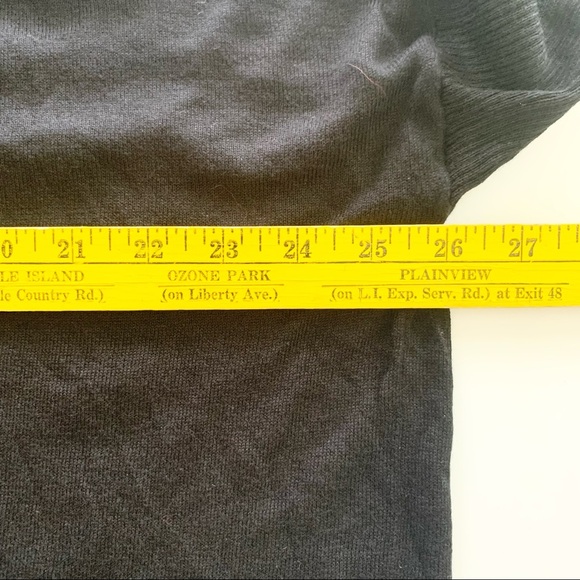 0 21 22 23 24 25 26 27
LE ISLAND OZONE PARK PLAINVIEW
le Country Rd.) (on Liberty Ave.) (on L.I. Exp. Serv. Rd.) at Exit 48